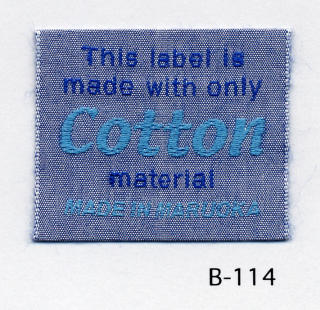 This label is
made with only
Cotton
material
MADE IN MARUOKA
B-114